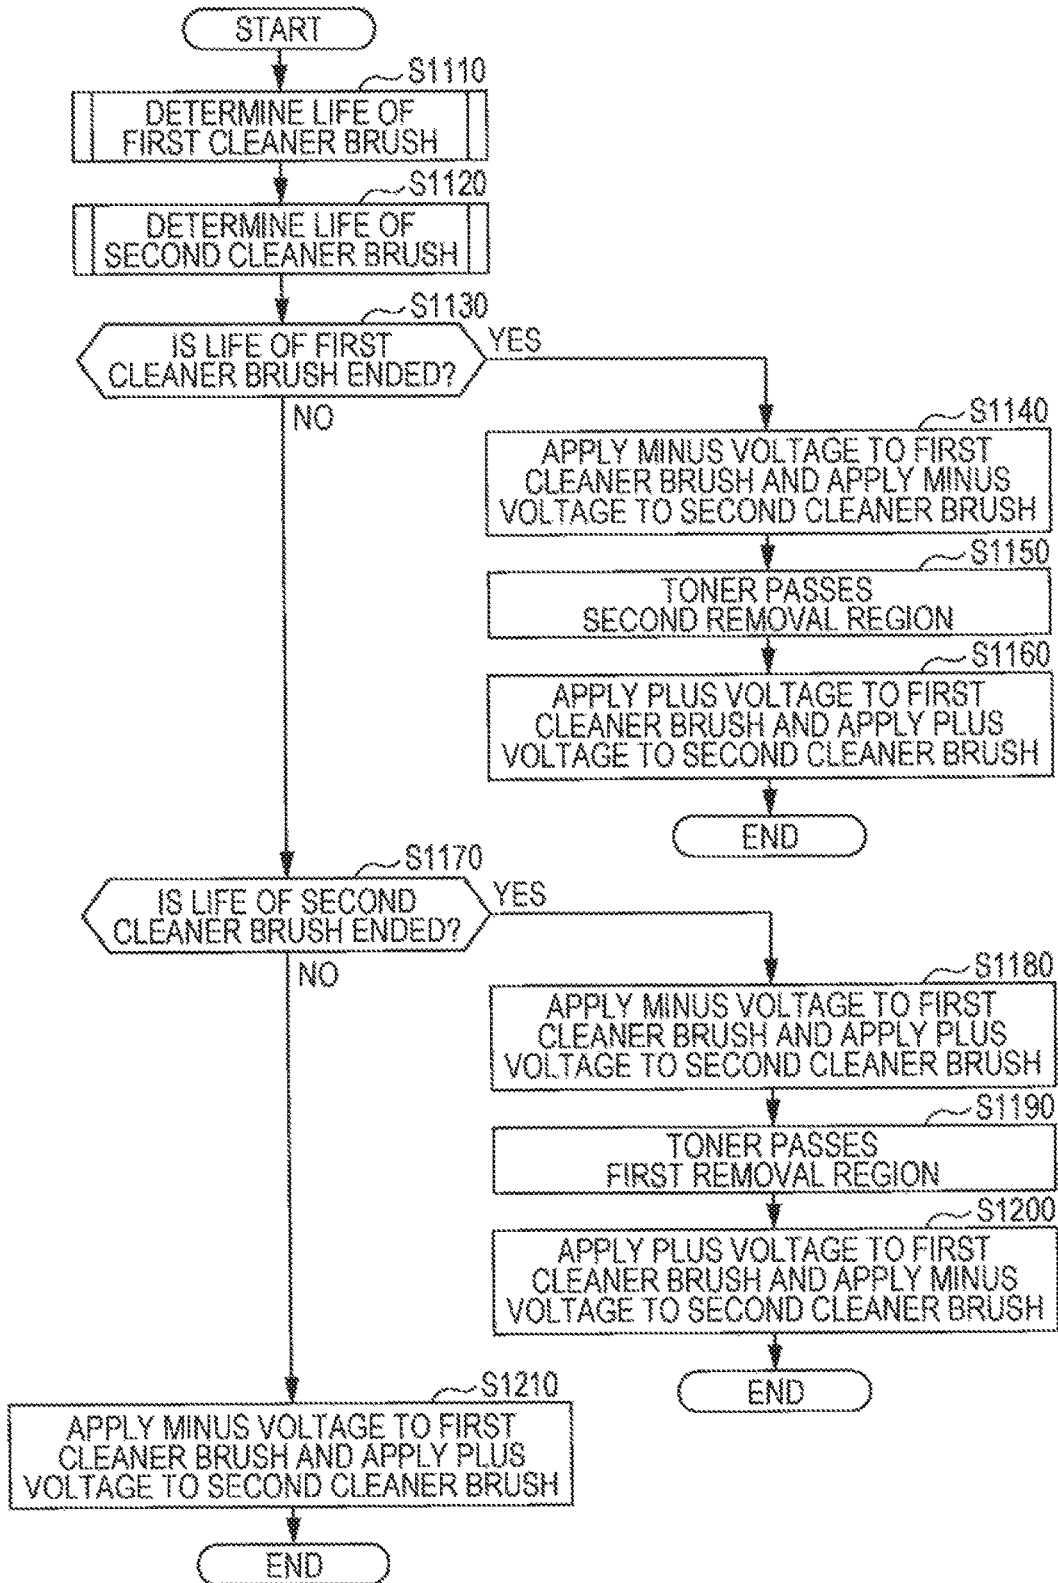 START
S1110
DETERMINE LIFE OF
FIRST CLEANER BRUSH
S1120
DETERMINE LIFE OF
SECOND CLEANER BRUSH
S1130
IS LIFE OF FIRST
CLEANER BRUSH ENDED?
YES
NO
S1140
APPLY MINUS VOLTAGE TO FIRST
CLEANER BRUSH AND APPLY MINUS
VOLTAGE TO SECOND CLEANER BRUSH
S1150
TONER PASSES
SECOND REMOVAL REGION
S1160
APPLY PLUS VOLTAGE TO FIRST
CLEANER BRUSH AND APPLY PLUS
VOLTAGE TO SECOND CLEANER BRUSH
END
S1170
IS LIFE OF SECOND
CLEANER BRUSH ENDED?
YES
NO
S1180
APPLY MINUS VOLTAGE TO FIRST
CLEANER BRUSH AND APPLY PLUS
VOLTAGE TO SECOND CLEANER BRUSH
S1190
TONER PASSES
FIRST REMOVAL REGION
S1200
APPLY PLUS VOLTAGE TO FIRST
CLEANER BRUSH AND APPLY MINUS
VOLTAGE TO SECOND CLEANER BRUSH
END
S1210
APPLY MINUS VOLTAGE TO FIRST
CLEANER BRUSH AND APPLY PLUS
VOLTAGE TO SECOND CLEANER BRUSH
END